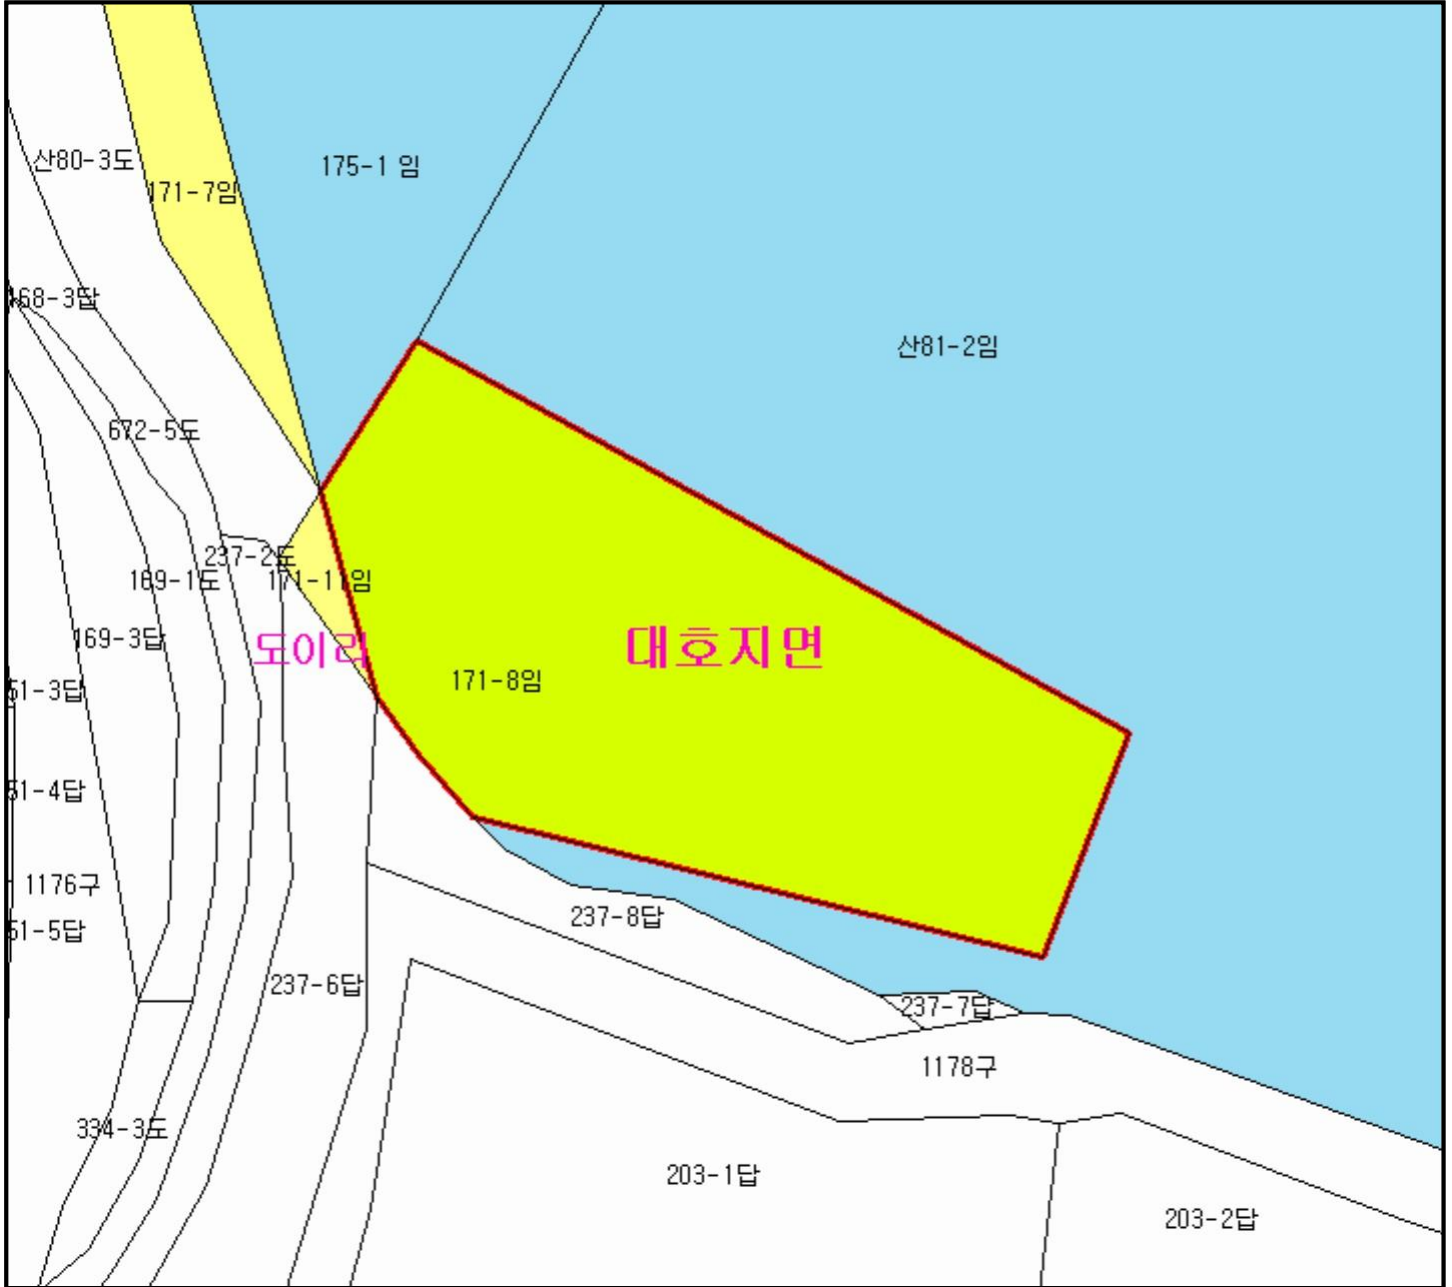 산80-3도
175-1 임
171-7임
168-3답
산81-2임
672-5도
237-2도
169-1도
171-11임
169-3답
도이리
대호지면
171-8임
51-3답
51-4답
1176구
237-8답
51-5답
237-6답
237-7답
1178구
334-3도
203-1답
203-2답